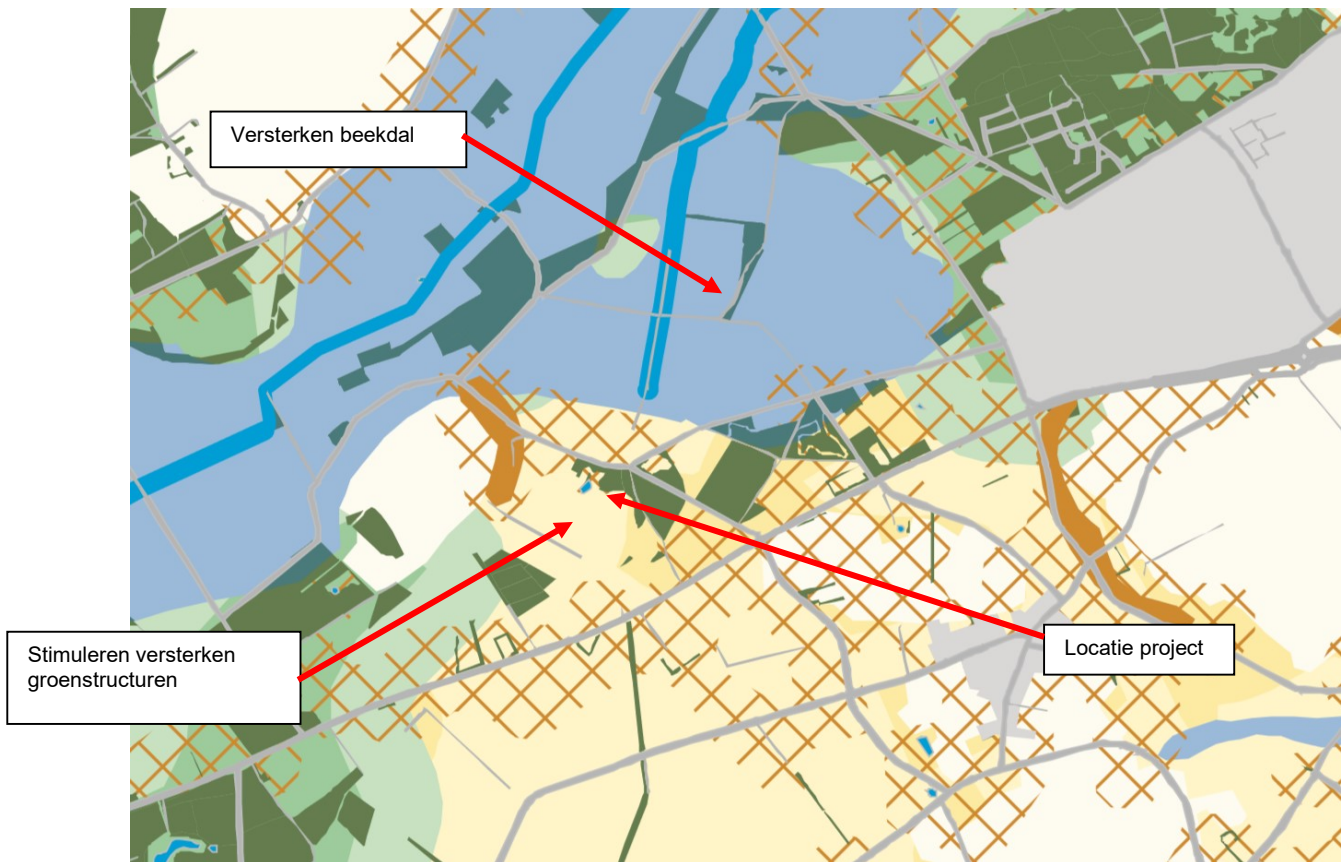 Versterken beekdal
Stimuleren versterken
groenstructuren
Locatie project